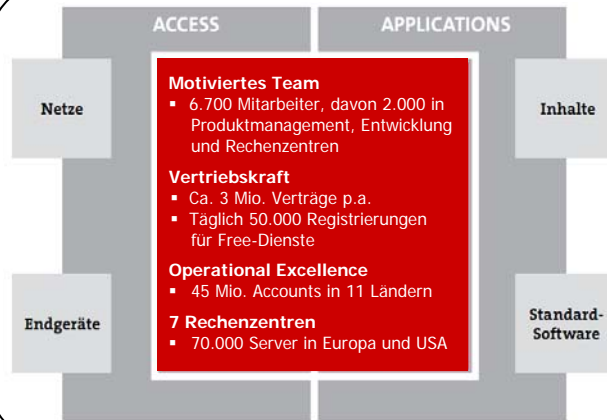 ACCESS
APPLICATIONS
Netze
Endgeräte
Motiviertes Team
▪ 6.700 Mitarbeiter, davon 2.000 in
Produktmanagement, Entwicklung
und Rechenzentren
Vertriebskraft
▪ Ca. 3 Mio. Verträge p.a.
▪ Täglich 50.000 Registrierungen
für Free-Dienste
Operational Excellence
▪ 45 Mio. Accounts in 11 Ländern
7 Rechenzentren
▪ 70.000 Server in Europa und USA
Inhalte
Standard-
Software